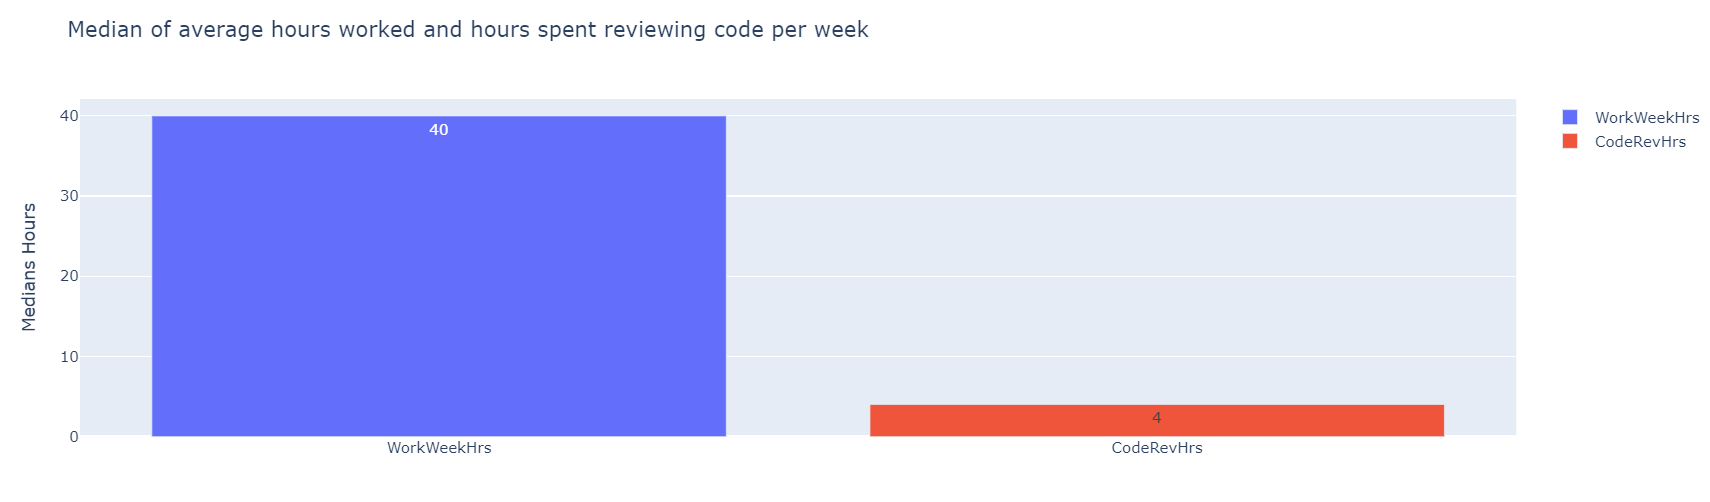 Median of average hours worked and hours spent reviewing code per week
WorkWeekHrs
CodeRevHrs
Medians Hours
40
30
20
10
0
40
4
WorkWeekHrs
CodeRevHrs